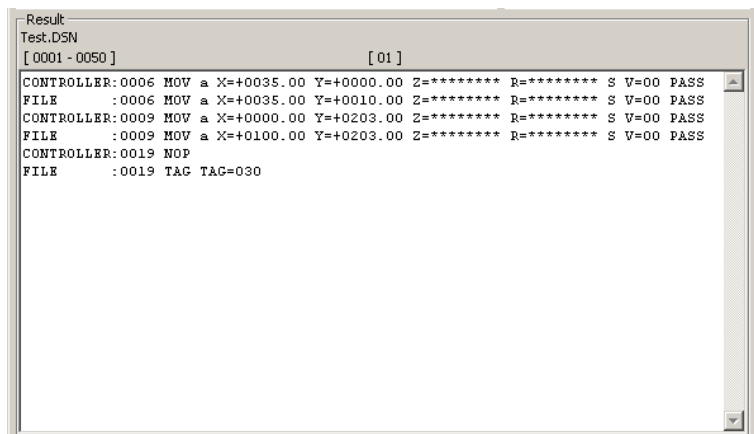 Result
Test.DSN
[ 0001 - 0050 ] [ 01 ]
CONTROLLER:0006 MOV a X=+0035.00 Y=+0000.00 Z=******** R=******** S V=00 PASS
FILE :0006 MOV a X=+0035.00 Y=+0010.00 Z=******** R=******** S V=00 PASS
CONTROLLER:0009 MOV a X=+0000.00 Y=+0203.00 Z=******** R=******** S V=00 PASS
FILE :0009 MOV a X=+0100.00 Y=+0203.00 Z=******** R=******** S V=00 PASS
CONTROLLER:0019 NOP
FILE :0019 TAG TAG=030